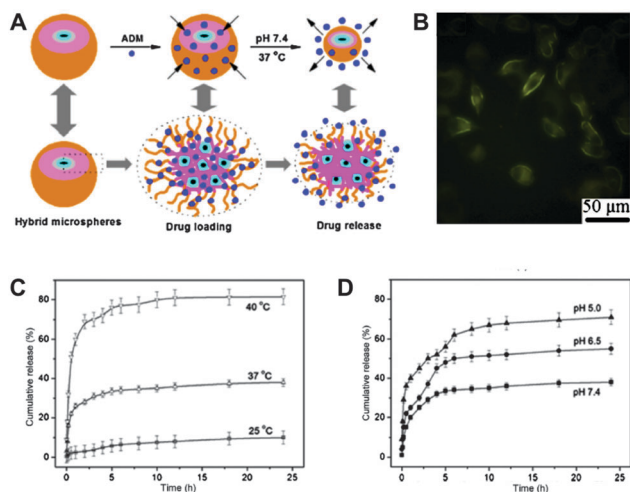 A
ADM
pH 7.4
37 °C
Hybrid microspheres
Drug loading
Drug release
B
50 μm
C
Cumulative release (%)
80
60
40
20
0
40 °C
37 °C
25 °C
0 5 10 15 20 25
Time (h)
D
Cumulative release (%)
80
60
40
20
0
pH 5.0
pH 6.5
pH 7.4
0 5 10 15 20 25
Time (h)